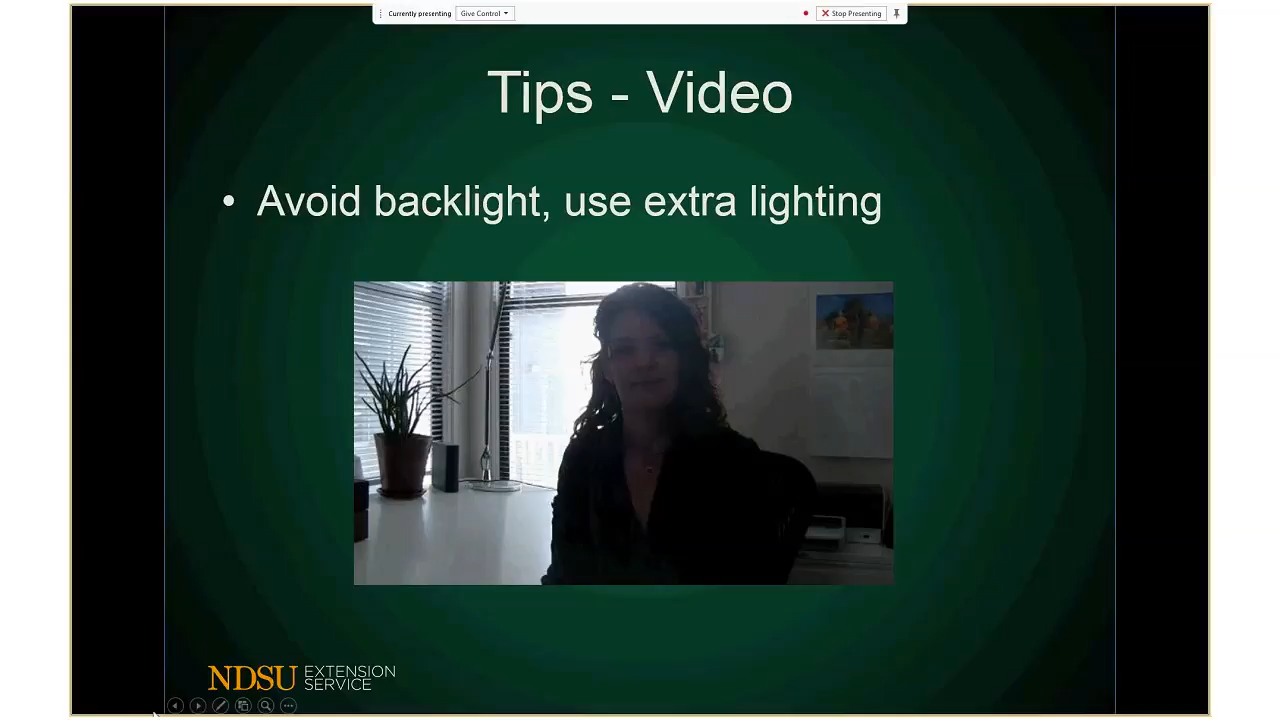 Currently presenting Give Control Stop Presenting
Tips - Video
• Avoid backlight, use extra lighting
NDSU EXTENSION
SERVICE